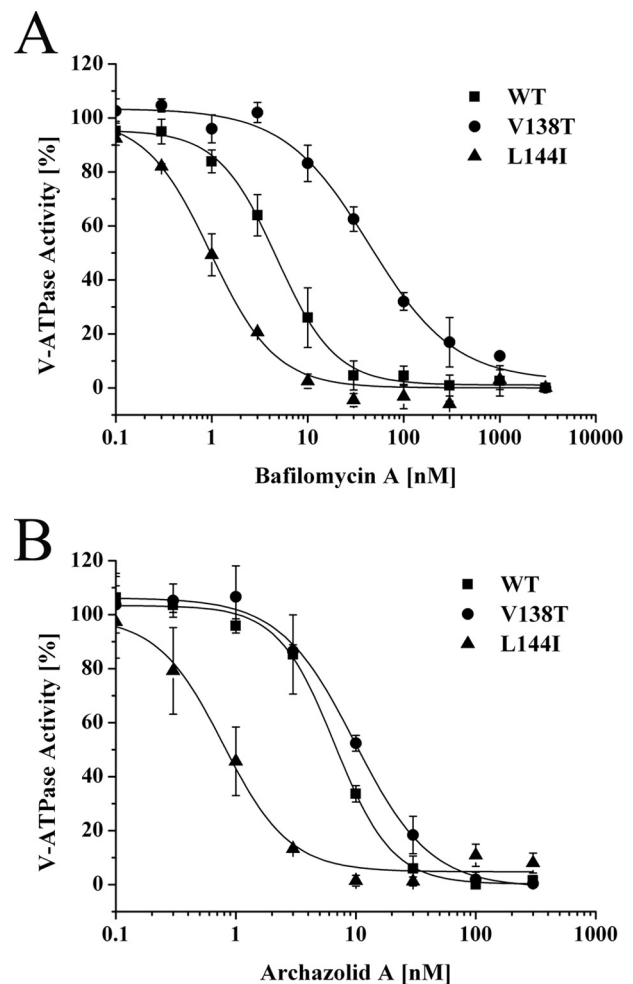 A
120
100
80
60
40
20
0
V-ATPase Activity [%]
WT
V138T
L144I
0.1 1 10 100 1000 10000
Bafilomycin A [nM]
B
120
100
80
60
40
20
0
V-ATPase Activity [%]
WT
V138T
L144I
0.1 1 10 100 1000
Archazolid A [nM]